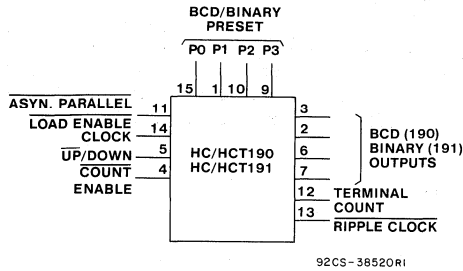 BCD/BINARY
PRESET
P0 P1 P2 P3
15 1 10 9
ASYN. PARALLEL
11
LOAD ENABLE
CLOCK
14
UP/DOWN
5
COUNT
4
ENABLE
HC/HCT190
HC/HCT191
3
2
6
7
BCD (190)
BINARY (191)
OUTPUTS
12 TERMINAL
COUNT
13
RIPPLE CLOCK
92CS-38520R1